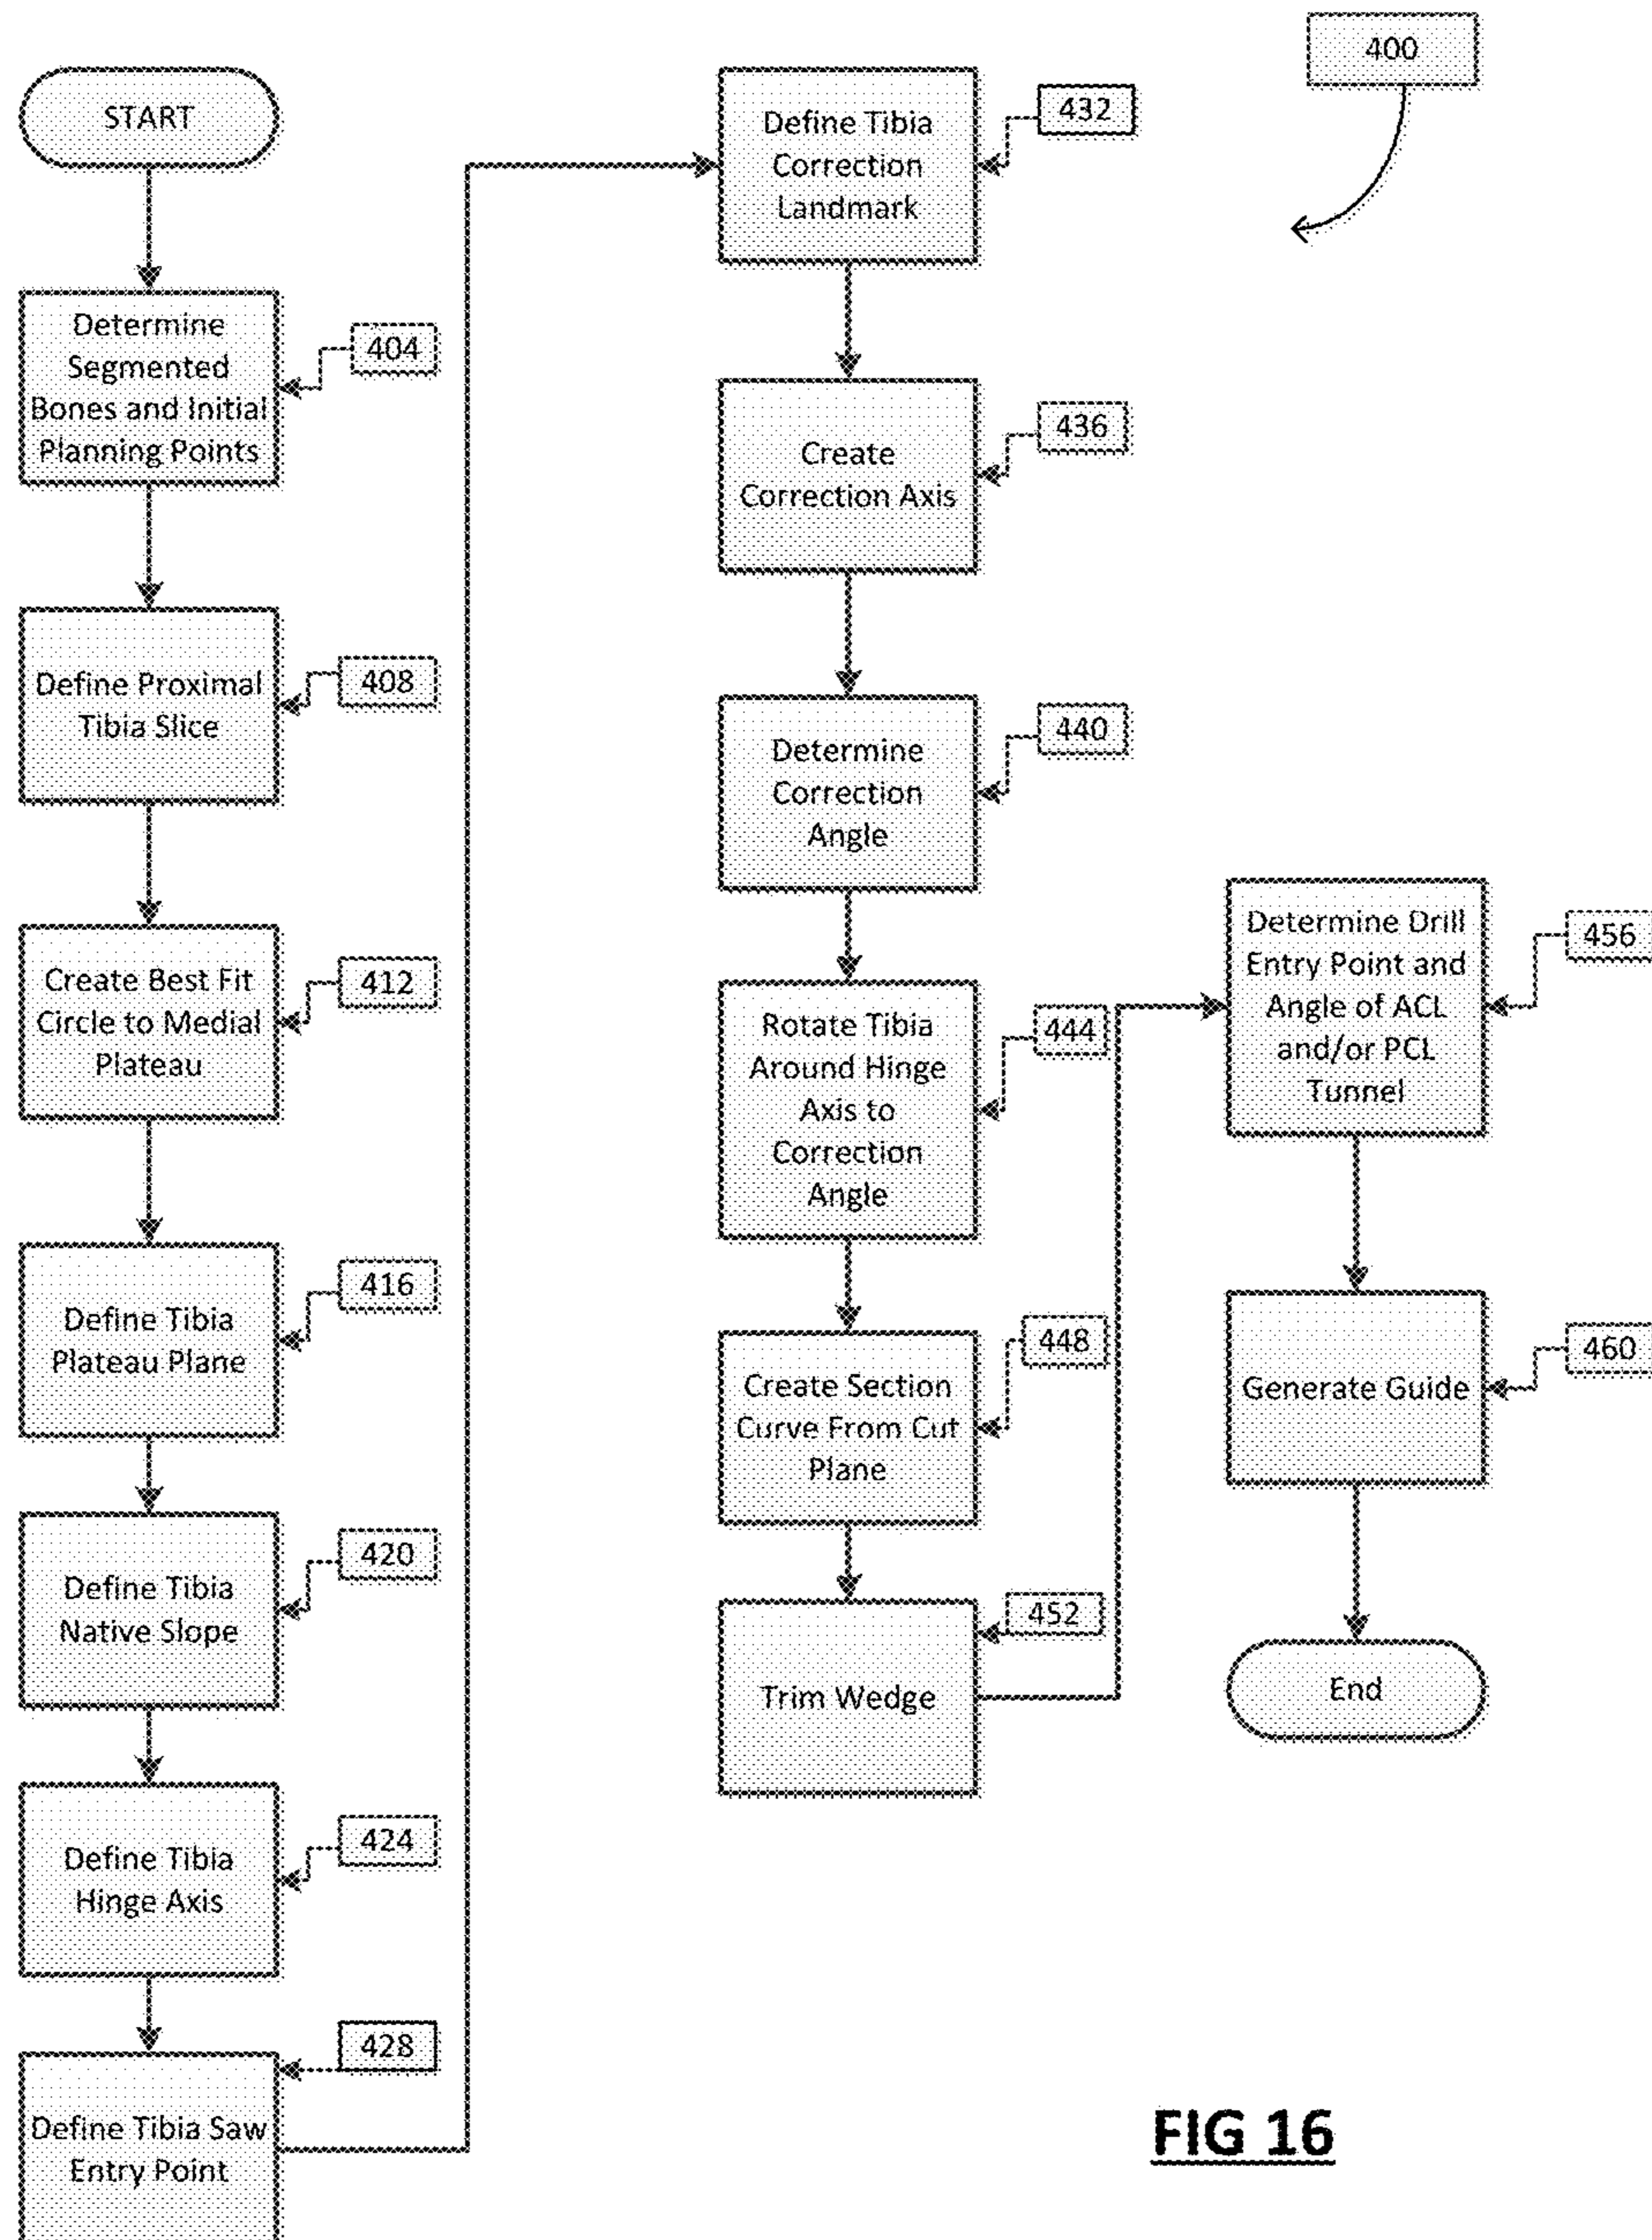 START
Determine
Segmented
Bones and Initial
Planning Points
404
Define Proximal
Tibia Slice
408
Create Best Fit
Circle to Medial
Plateau
412
Define Tibia
Plateau Plane
416
Define Tibia
Native Slope
420
Define Tibia
Hinge Axis
424
Define Tibia Saw
Entry Point
428
Define Tibia
Correction
Landmark
432
Create
Correction Axis
436
Determine
Correction
Angle
440
Rotate Tibia
Around Hinge
Axis to
Correction
Angle
444
Create Section
Curve From Cut
Plane
448
Trim Wedge
452
400
Determine Drill
Entry Point and
Angle of ACL
and/or PCL
Tunnel
456
Generate Guide
460
End
FIG 16